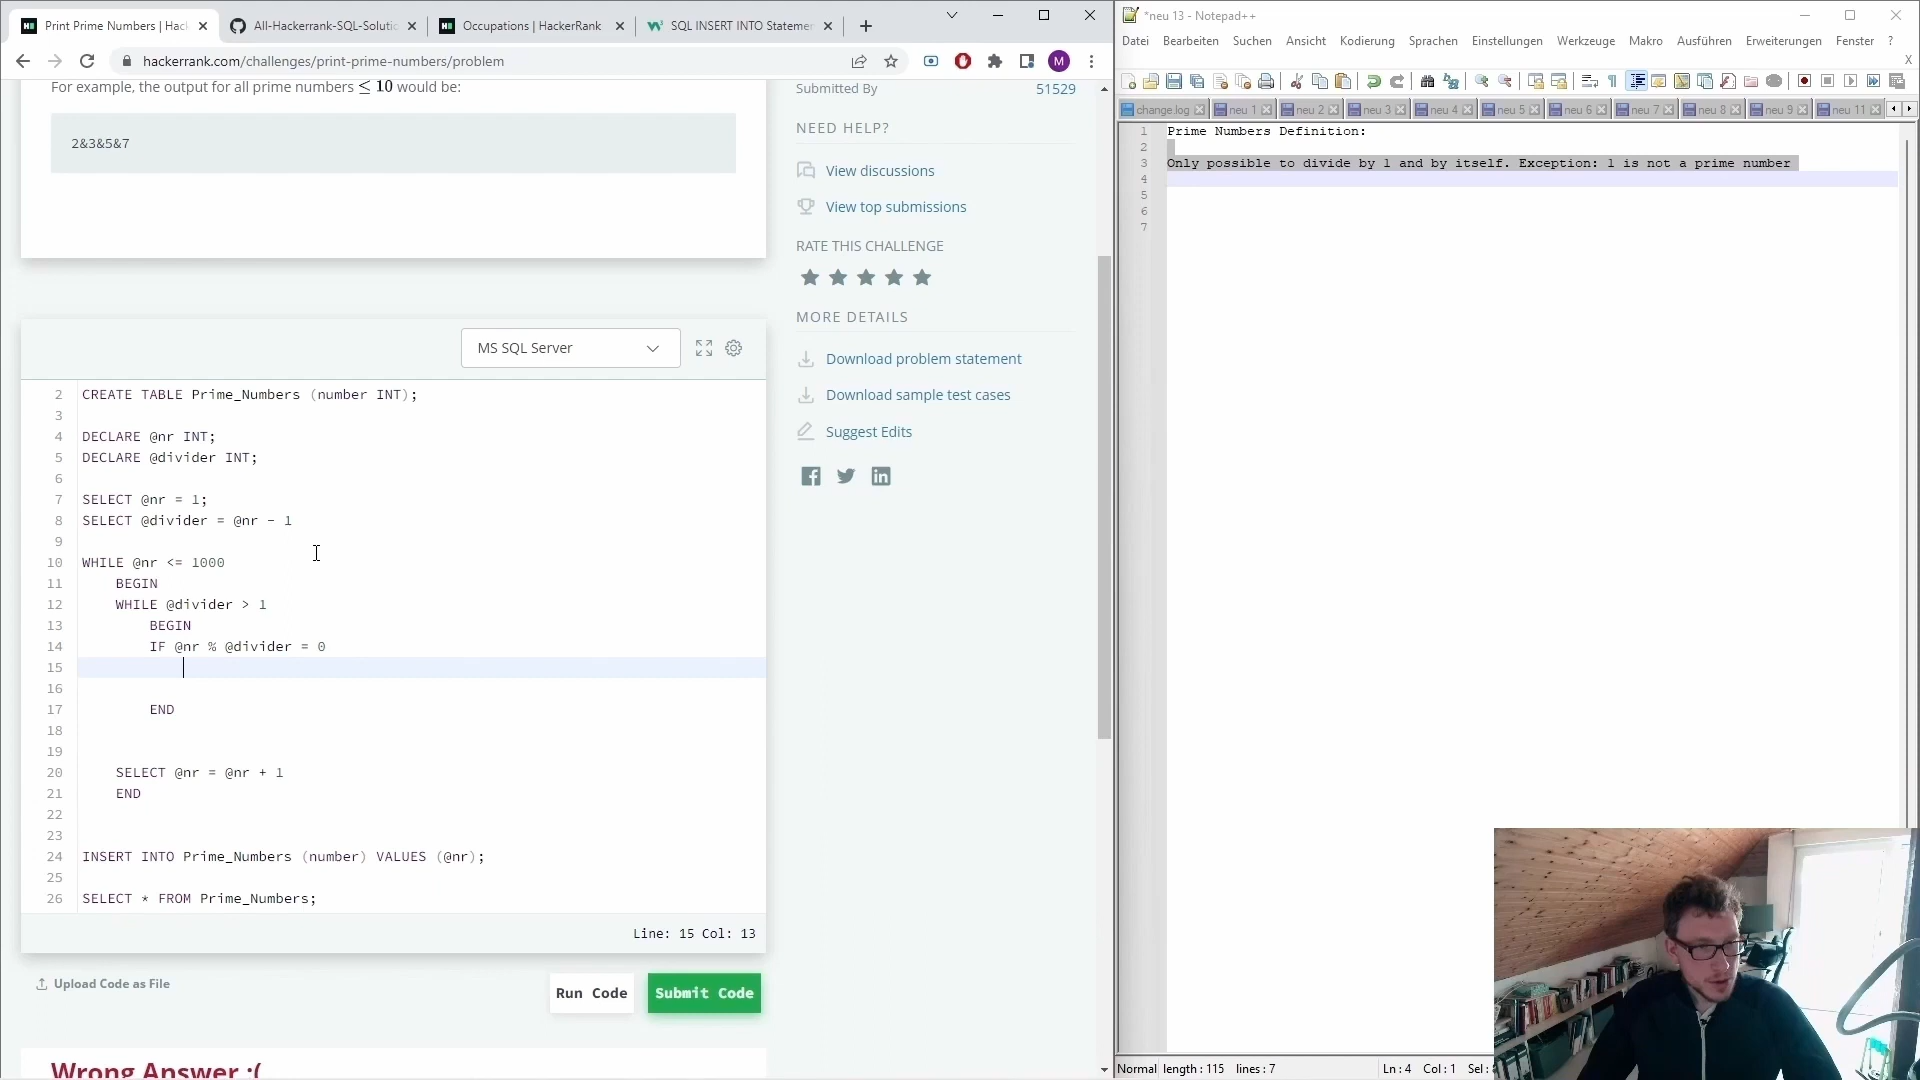 Print Prime Numbers | Hac
All-Hackerrank-SQL-Solutic
Occupations | HackerRank
SQL INSERT INTO Statemer
hackerrank.com/challenges/print-prime-numbers/problem
M
For example, the output for all prime numbers ≤ 10 would be:
2&3&5&7
Submitted By 51529
NEED HELP?
View discussions
View top submissions
RATE THIS CHALLENGE
MORE DETAILS
Download problem statement
Download sample test cases
Suggest Edits
MS SQL Server
2 CREATE TABLE Prime_Numbers (number INT);
3
4 DECLARE @nr INT;
5 DECLARE @divider INT;
6
7 SELECT @nr = 1;
8 SELECT @divider = @nr - 1
9
10 WHILE @nr <= 1000
11 BEGIN
12 WHILE @divider > 1
13 BEGIN
14 IF @nr % @divider = 0
15
16
17 END
18
19
20 SELECT @nr = @nr + 1
21 END
22
23
24 INSERT INTO Prime_Numbers (number) VALUES (@nr);
25
26 SELECT * FROM Prime_Numbers;
Line: 15 Col: 13
Upload Code as File
Run Code
Submit Code
Wrong Answer :(
*neu 13 - Notepad++
Datei Bearbeiten Suchen Ansicht Kodierung Sprachen Einstellungen Werkzeuge Makro Ausführen Erweiterungen Fenster ?
X
change.log neu 1 neu 2 neu 3 neu 4 neu 5 neu 6 neu 7 neu 8 neu 9 neu 11
1 Prime Numbers Definition:
2
3 Only possible to divide by 1 and by itself. Exception: 1 is not a prime number
4
5
6
7
Normal length : 115 lines : 7 Ln : 4 Col : 1 Sel :